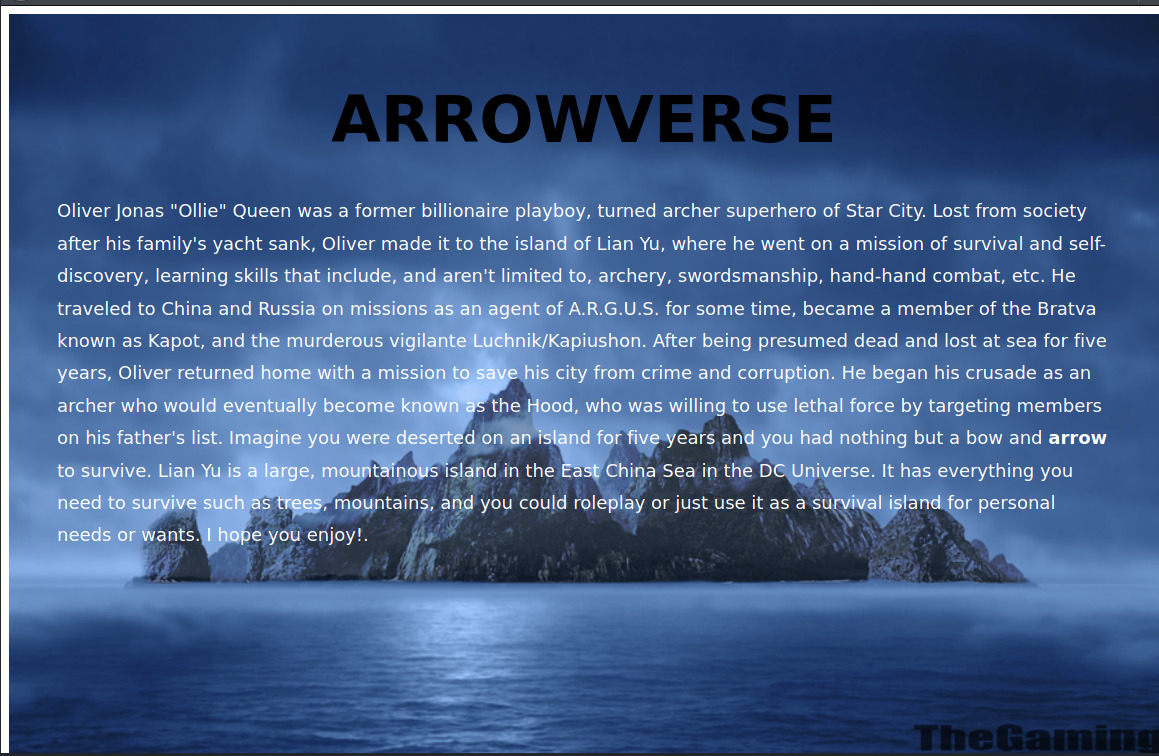 ARROWVERSE
Oliver Jonas "Ollie" Queen was a former billionaire playboy, turned archer superhero of Star City. Lost from society
after his family's yacht sank, Oliver made it to the island of Lian Yu, where he went on a mission of survival and self-
discovery, learning skills that include, and aren't limited to, archery, swordsmanship, hand-hand combat, etc. He
traveled to China and Russia on missions as an agent of A.R.G.U.S. for some time, became a member of the Bratva
known as Kapot, and the murderous vigilante Luchnik/Kapiushon. After being presumed dead and lost at sea for five
years, Oliver returned home with a mission to save his city from crime and corruption. He began his crusade as an
archer who would eventually become known as the Hood, who was willing to use lethal force by targeting members
on his father's list. Imagine you were deserted on an island for five years and you had nothing but a bow and arrow
to survive. Lian Yu is a large, mountainous island in the East China Sea in the DC Universe. It has everything you
need to survive such as trees, mountains, and you could roleplay or just use it as a survival island for personal
needs or wants. I hope you enjoy!.
TheGaming